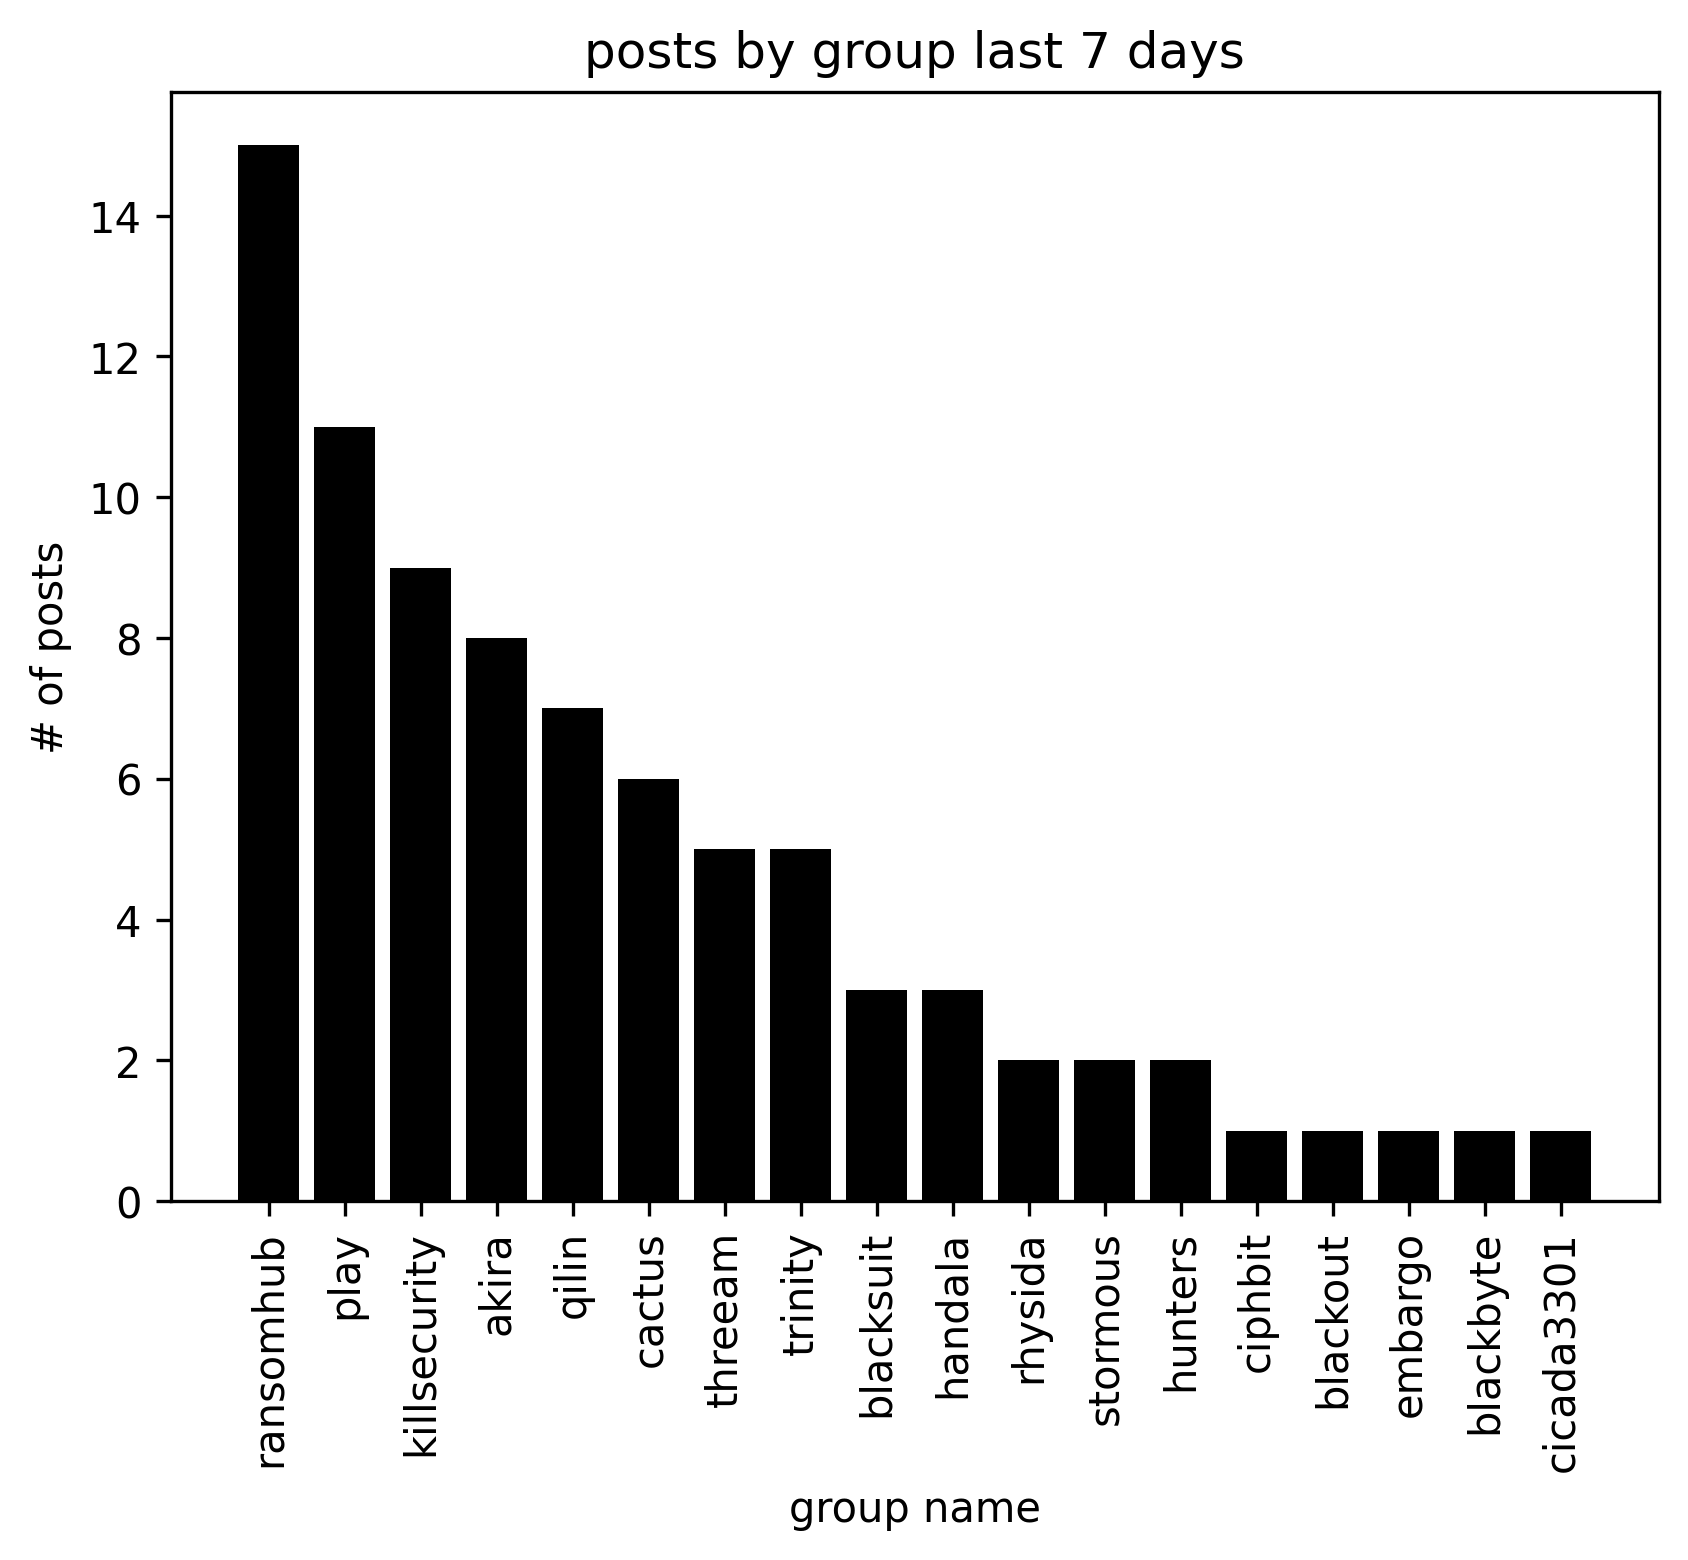 posts by group last 7 days
# of posts
14
12
10
8
6
4
2
0
ransomhub
play
killsecurity
akira
qilin
cactus
threeam
trinity
blacksuit
handala
rhysida
stormous
hunters
ciphbit
blackout
embargo
blackbyte
cicada3301
group name